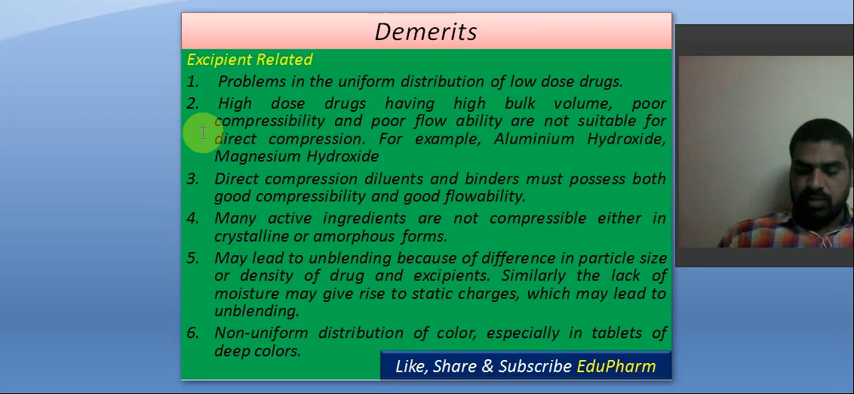 Demerits
Excipient Related
1. Problems in the uniform distribution of low dose drugs.
2. High dose drugs having high bulk volume, poor
compressibility and poor flow ability are not suitable for
direct compression. For example, Aluminium Hydroxide,
Magnesium Hydroxide
3. Direct compression diluents and binders must possess both
good compressibility and good flowability.
4. Many active ingredients are not compressible either in
crystalline or amorphous forms.
5. May lead to unblending because of difference in particle size
or density of drug and excipients. Similarly the lack of
moisture may give rise to static charges, which may lead to
unblending.
6. Non-uniform distribution of color, especially in tablets of
deep colors.
Like, Share & Subscribe EduPharm